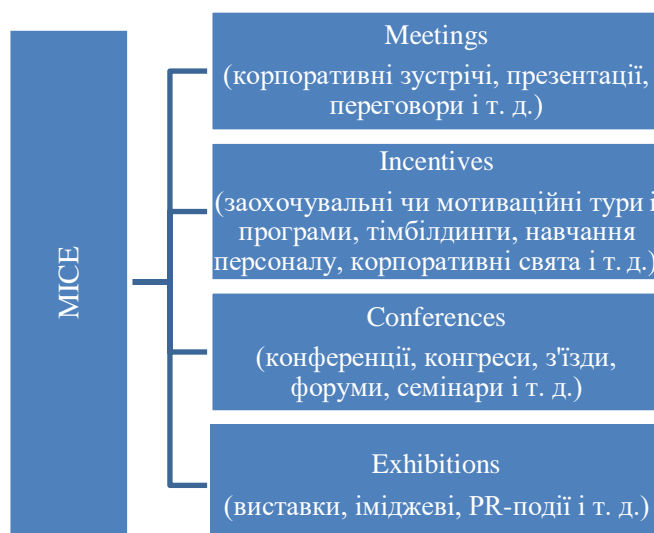 MICE
Meetings
(корпоративні зустрічі, презентації,
переговори і т. д.)
Incentives
(заохочувальні чи мотиваційні тури і
програми, тімбілдинги, навчання
персоналу, корпоративні свята і т. д.)
Conferences
(конференції, конгреси, з'їзди,
форуми, семінари і т. д.)
Exhibitions
(виставки, іміджеві, PR-події і т. д.)